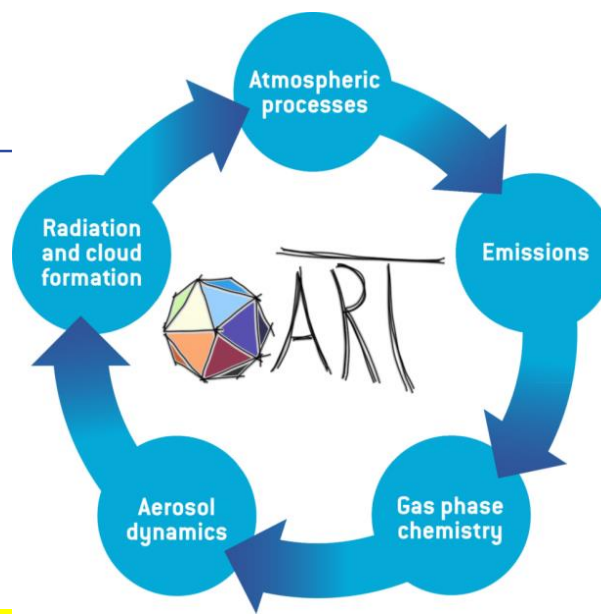 Atmospheric
processes
Emissions
Gas phase
chemistry
Aerosol
dynamics
Radiation
and cloud
formation
ART